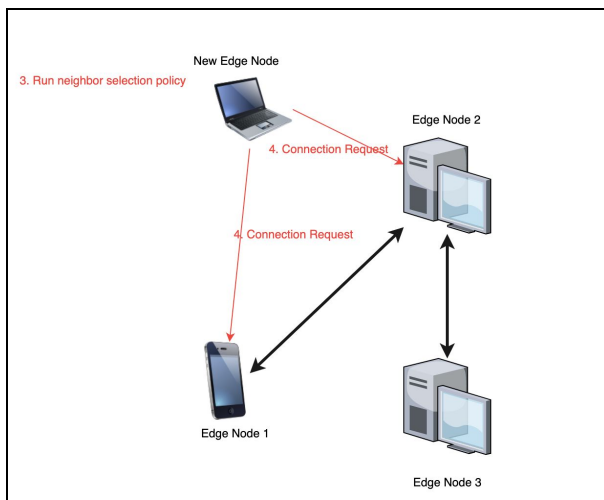 New Edge Node
3. Run neighbor selection policy
Edge Node 2
4. Connection Request
4. Connection Request
Edge Node 1
Edge Node 3